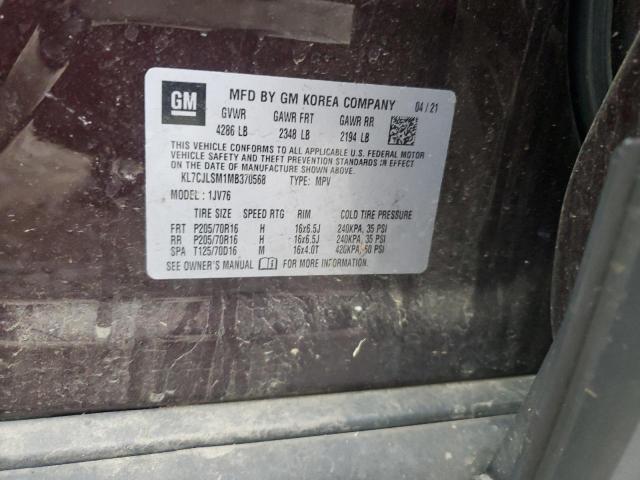 GM
MFD BY GM KOREA COMPANY 04 / 21
GVWR GAWR FRT GAWR RR
4286 LB 2348 LB 2194 LB
THIS VEHICLE CONFORMS TO ALL APPLICABLE U.S. FEDERAL MOTOR
VEHICLE SAFETY AND THEFT PREVENTION STANDARDS IN EFFECT
ON THE DATE OF MANUFACTURE SHOWN ABOVE.
KL7CJLSM1MB370568 TYPE: MPV
MODEL : 1JV76
TIRE SIZE SPEED RTG RIM COLD TIRE PRESSURE
FRT P205/70R16 H 16x6.5J 240KPA, 35 PSI
RR P205/70R16 H 16x6.5J 240KPA, 35 PSI
SPA T125/70D16 M 16x4.0T 420KPA, 60 PSI
SEE OWNER'S MANUAL FOR MORE INFORMATION.